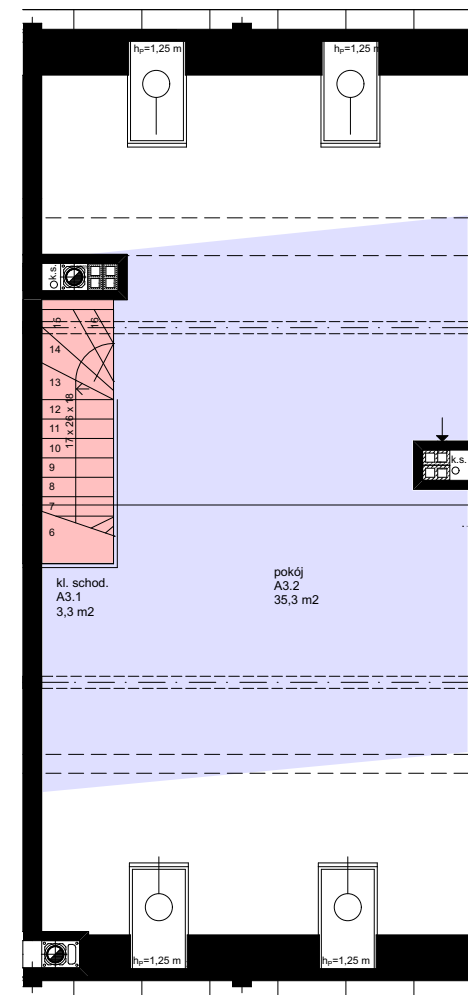 hP=1,25 m
hP=1,25 m
k.s.
15
16
14
13
12
11
10
9
8
7
6
17 x 26 x 18
k.s.
kl. schod.
A3.1
3,3 m2
pokój
A3.2
35,3 m2
hP=1,25 m
hP=1,25 m